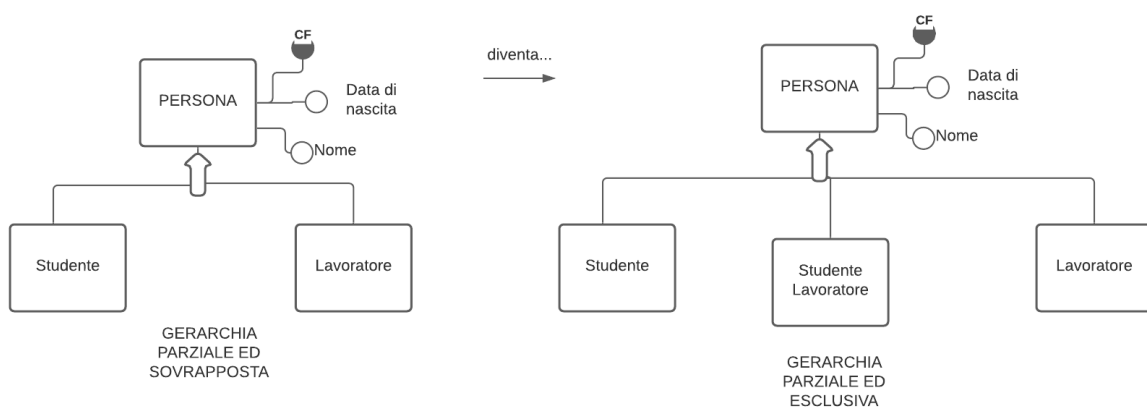 CF
PERSONA
Data di
nascita
Nome
Studente
Lavoratore
GERARCHIA
PARZIALE ED
SOVRAPPOSTA
diventa...
CF
PERSONA
Data di
nascita
Nome
Studente
Studente
Lavoratore
Lavoratore
GERARCHIA
PARZIALE ED
ESCLUSIVA